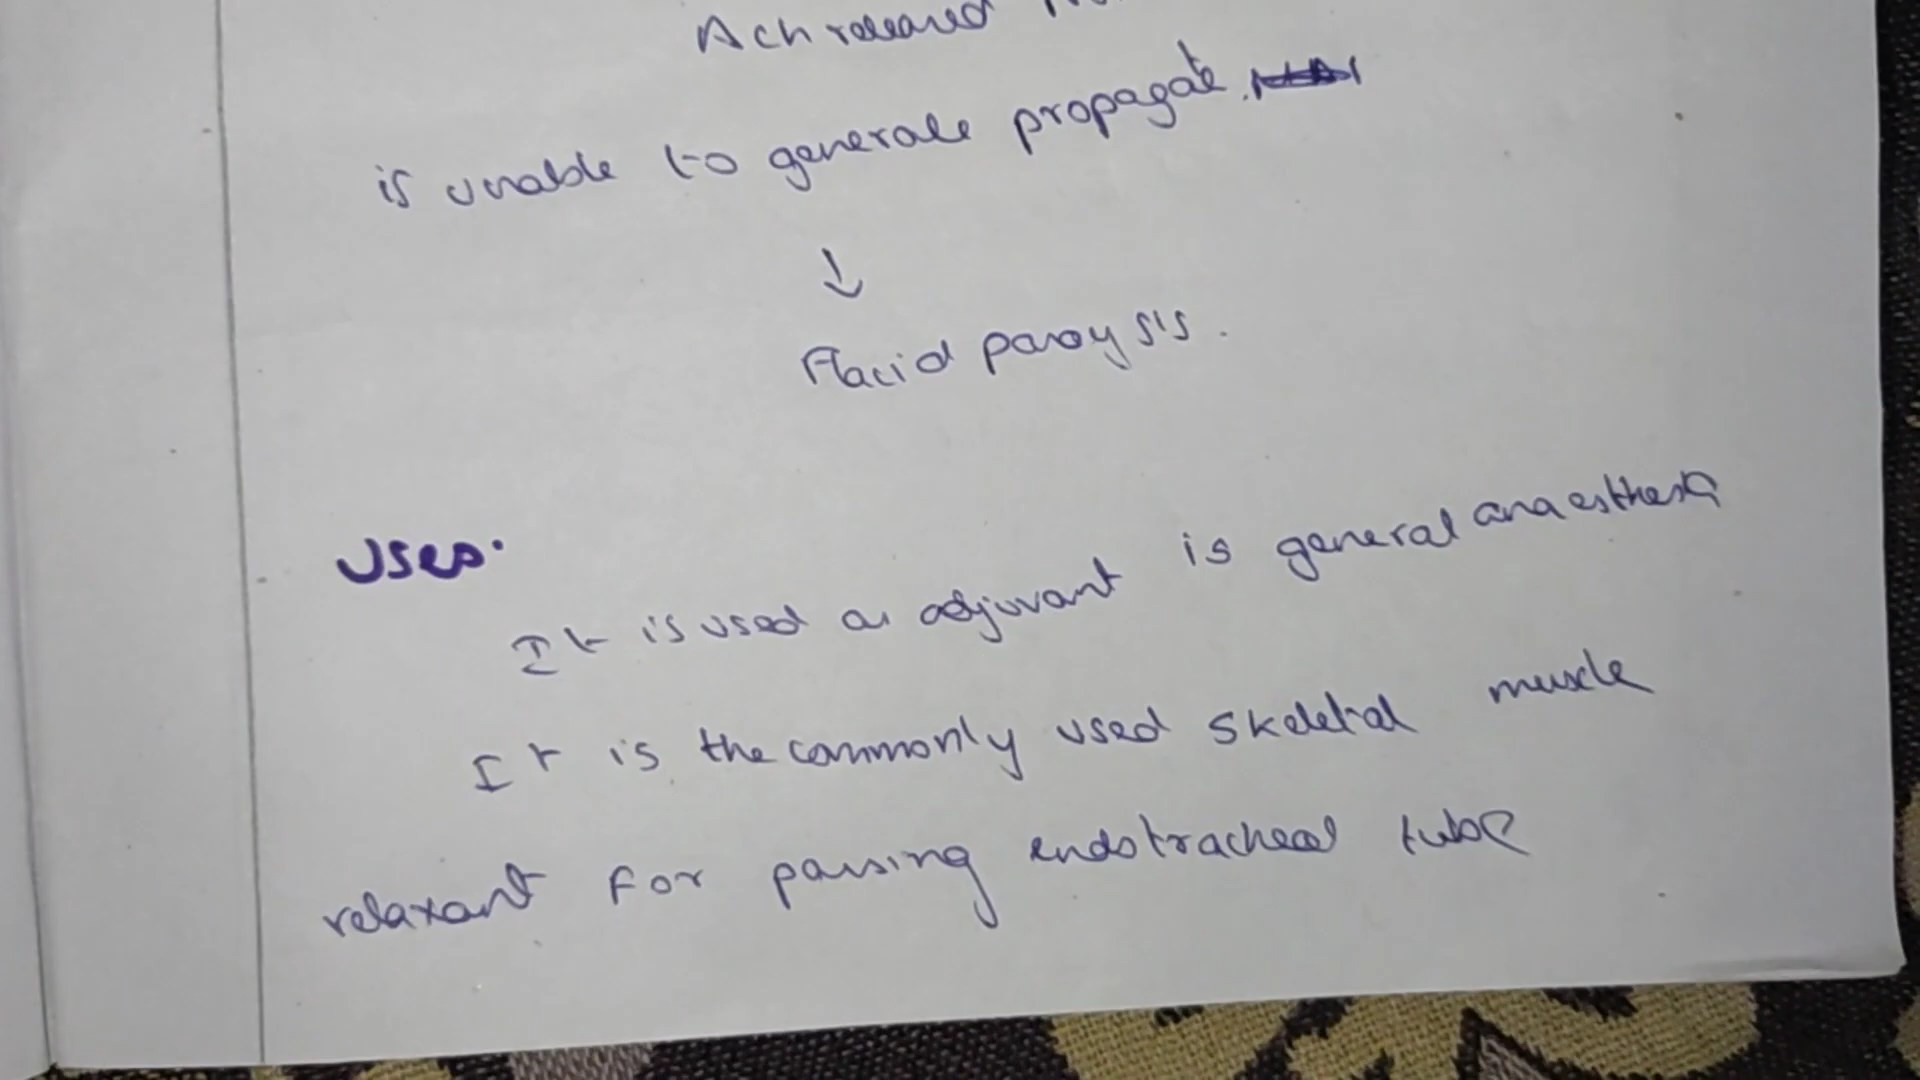 Ach released
is unable to generate propagate.
↓
Flacid paroysis.
Uses.
It is used as adjuvant is general anaesthesia
It is the commonly used skeletal muscle
relaxant for passing endotracheal tube